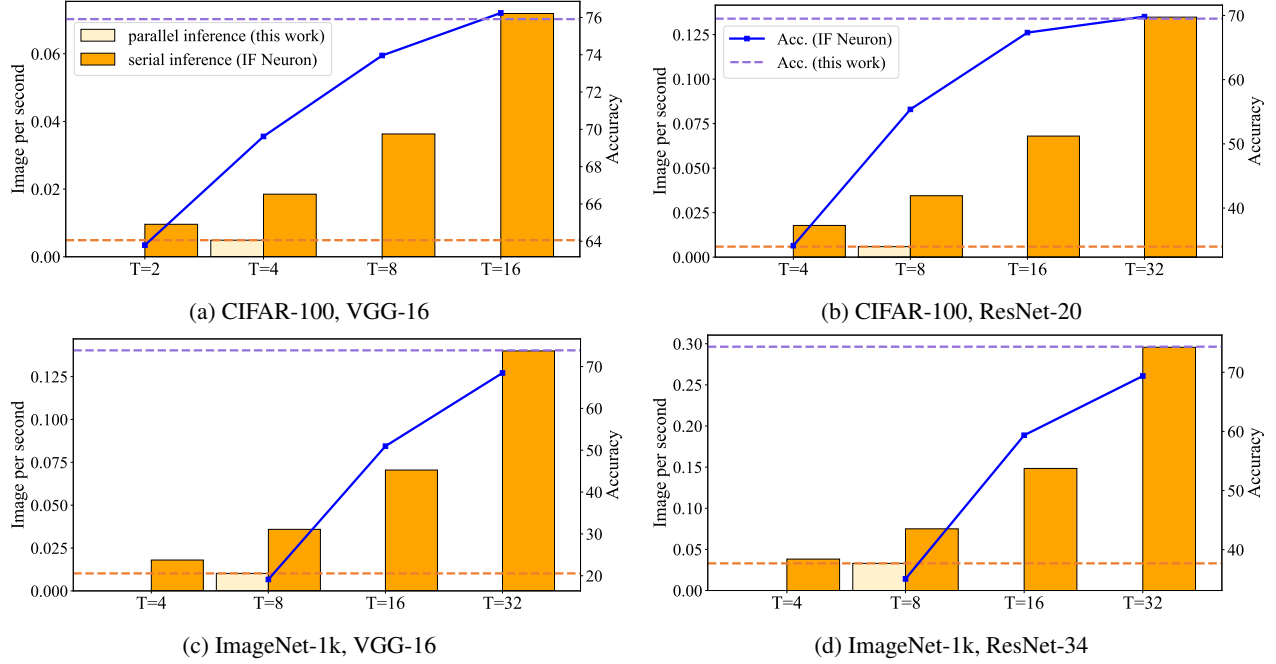 0.06
0.04
0.02
0.00
Image per second
parallel inference (this work)
serial inference (IF Neuron)
76
74
72
70
68
66
64
Accuracy
T=2 T=4 T=8 T=16
(a) CIFAR-100, VGG-16
0.125
0.100
0.075
0.050
0.025
0.000
Image per second
Acc. (IF Neuron)
Acc. (this work)
70
60
50
40
Accuracy
T=4 T=8 T=16 T=32
(b) CIFAR-100, ResNet-20
0.125
0.100
0.075
0.050
0.025
0.000
Image per second
70
60
50
40
30
20
Accuracy
T=4 T=8 T=16 T=32
(c) ImageNet-1k, VGG-16
0.30
0.25
0.20
0.15
0.10
0.05
0.00
Image per second
70
60
50
40
Accuracy
T=4 T=8 T=16 T=32
(d) ImageNet-1k, ResNet-34